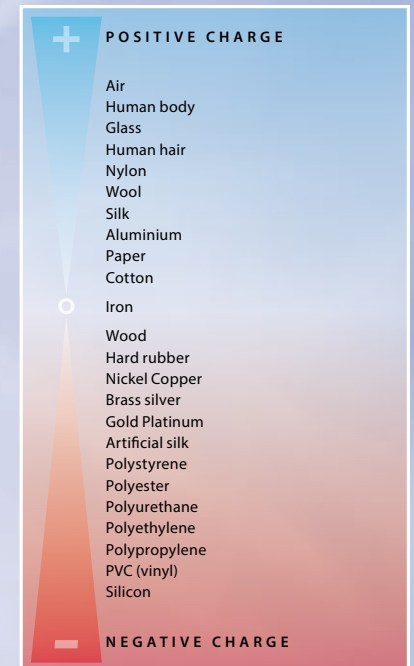 + POSITIVE CHARGE
Air
Human body
Glass
Human hair
Nylon
Wool
Silk
Aluminium
Paper
Cotton
Iron
Wood
Hard rubber
Nickel Copper
Brass silver
Gold Platinum
Artificial silk
Polystyrene
Polyester
Polyurethane
Polyethylene
Polypropylene
PVC (vinyl)
Silicon
– NEGATIVE CHARGE